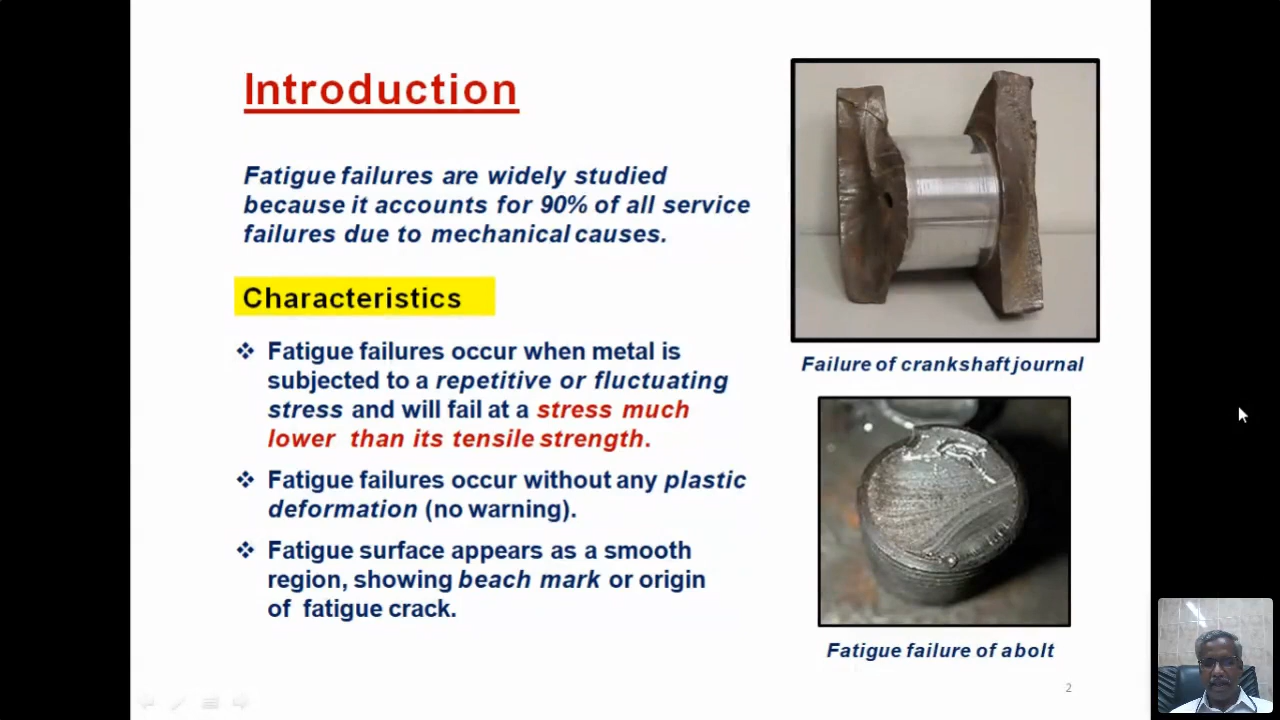 Introduction
Fatigue failures are widely studied
because it accounts for 90% of all service
failures due to mechanical causes.
Characteristics
Fatigue failures occur when metal is
subjected to a repetitive or fluctuating
stress and will fail at a stress much
lower than its tensile strength.
Fatigue failures occur without any plastic
deformation (no warning).
Fatigue surface appears as a smooth
region, showing beach mark or origin
of fatigue crack.
Failure of crankshaft journal
Fatigue failure of a bolt
2